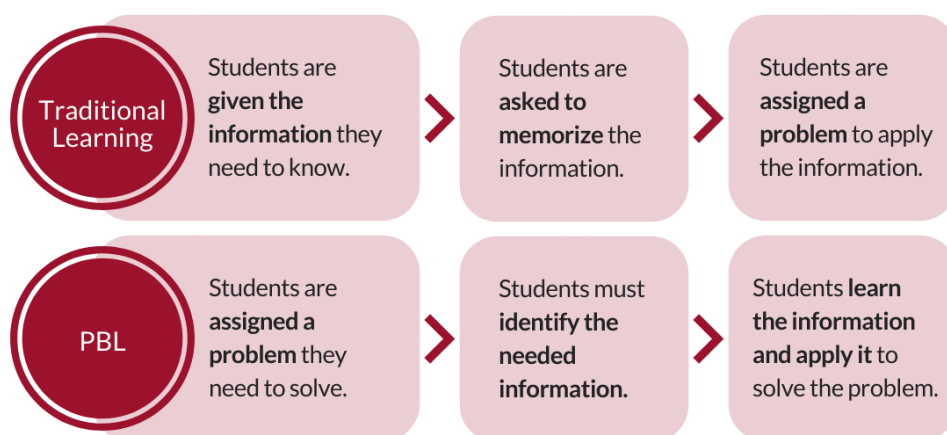 Traditional
Learning
Students are
given the
information they
need to know.
Students are
asked to
memorize the
information.
Students are
assigned a
problem to apply
the information.
PBL
Students are
assigned a
problem they
need to solve.
Students must
identify the
needed
information.
Students learn
the information
and apply it to
solve the problem.